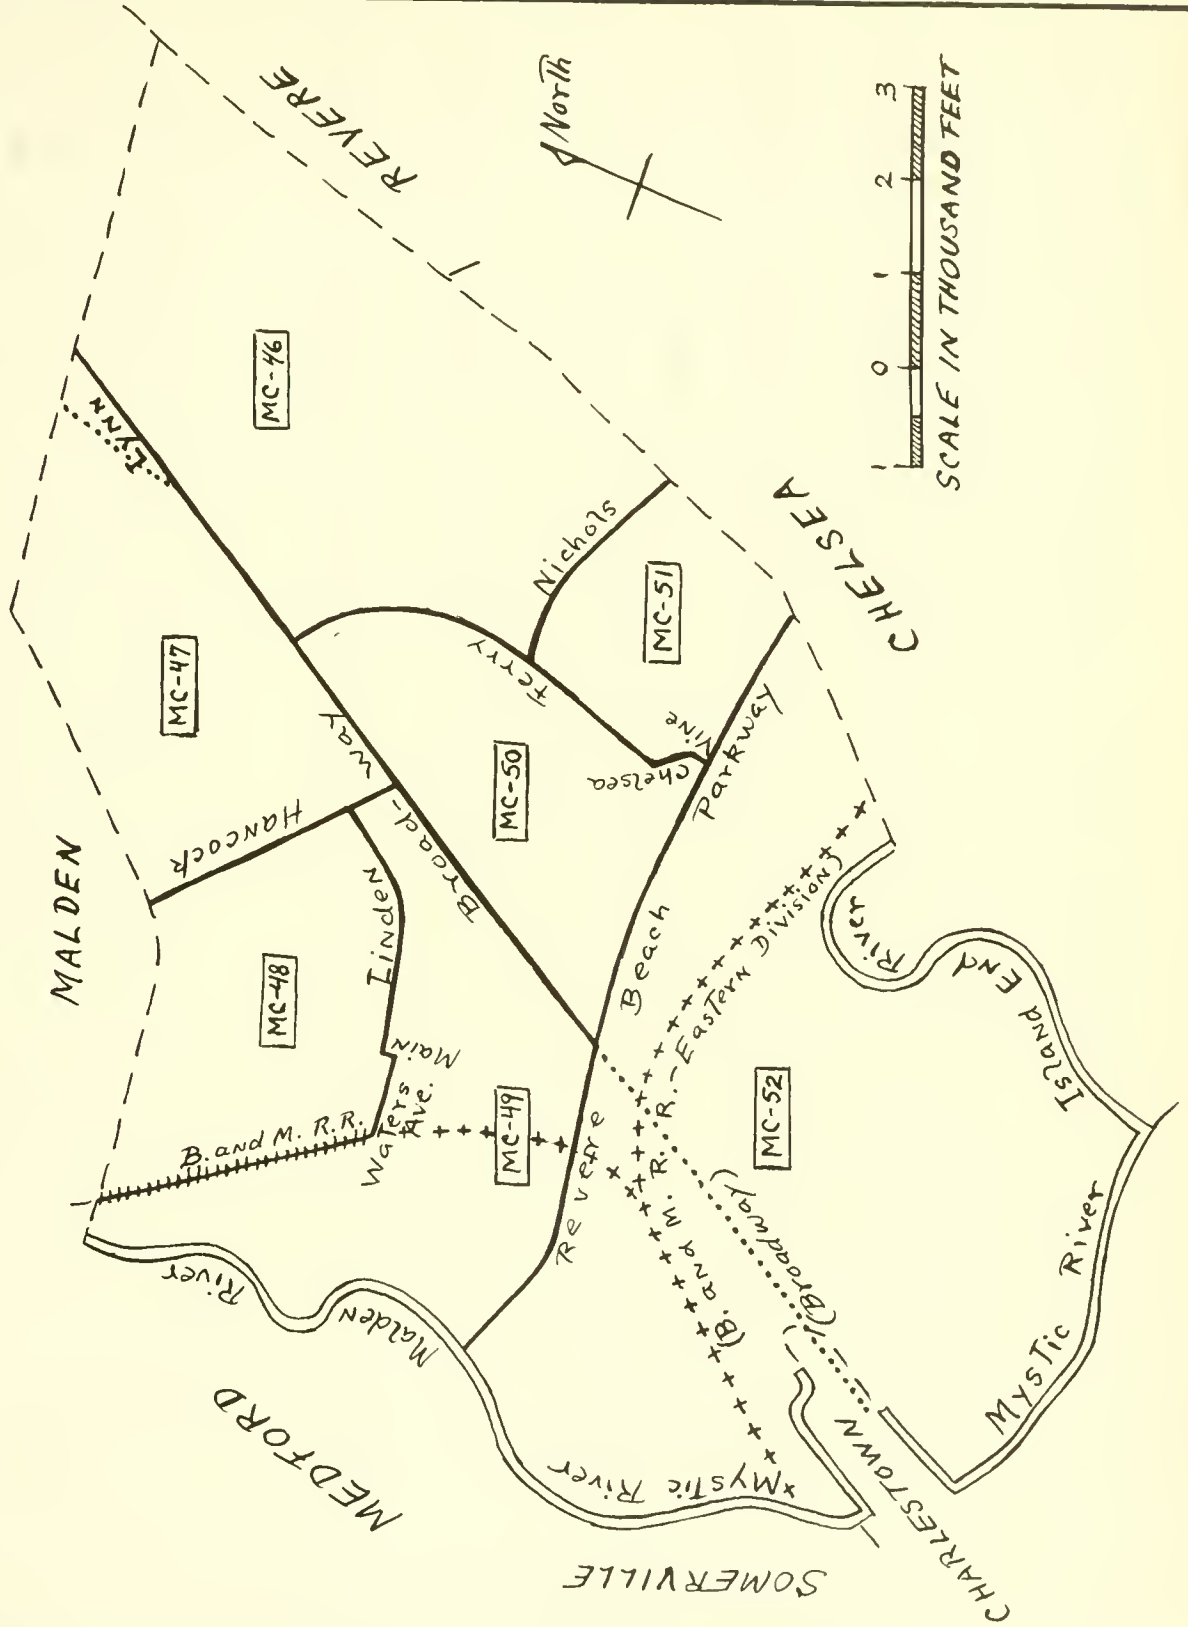 REVERE
North
MALDEN
LYNN
MC-46
MC-47
Nichols
MC-51
Ferry
Broad-
way
Hancock
MC-50
Vine
Chelsea
CHELSEA
Linden
MC-48
Main
Waters
Ave.
B. and M. R.R.
MC-49
Revere
Beach
Parkway
(B. and M. R. R. - Eastern Division)
(Broadway)
MC-52
Island End
River
Mystic
River
Malden
River
Mystic River
MEDFORD
SOMERVILLE
CHARLESTOWN
1 0 1 2 3
SCALE IN THOUSAND FEET